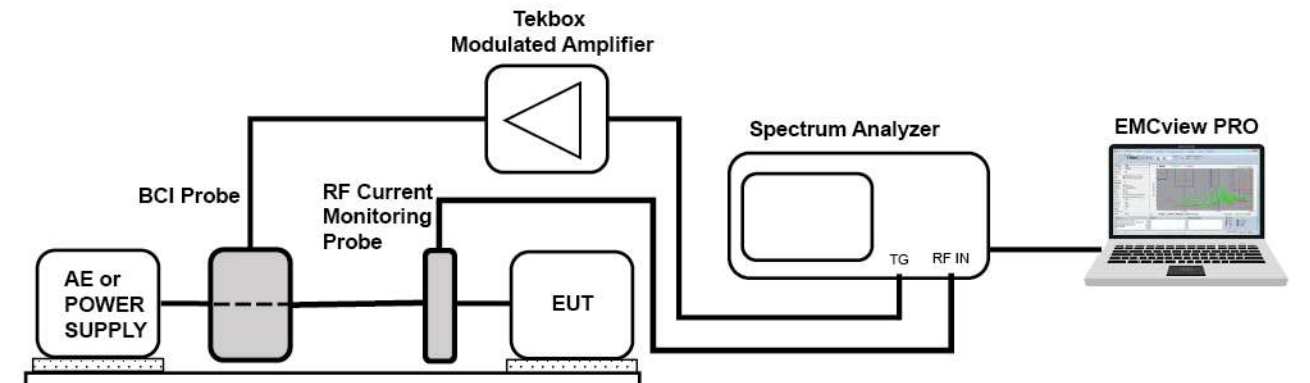 Tekbox
Modulated Amplifier
Spectrum Analyzer
EMCview PRO
BCI Probe
RF Current
Monitoring
Probe
TG
RF IN
AE or
POWER
SUPPLY
EUT